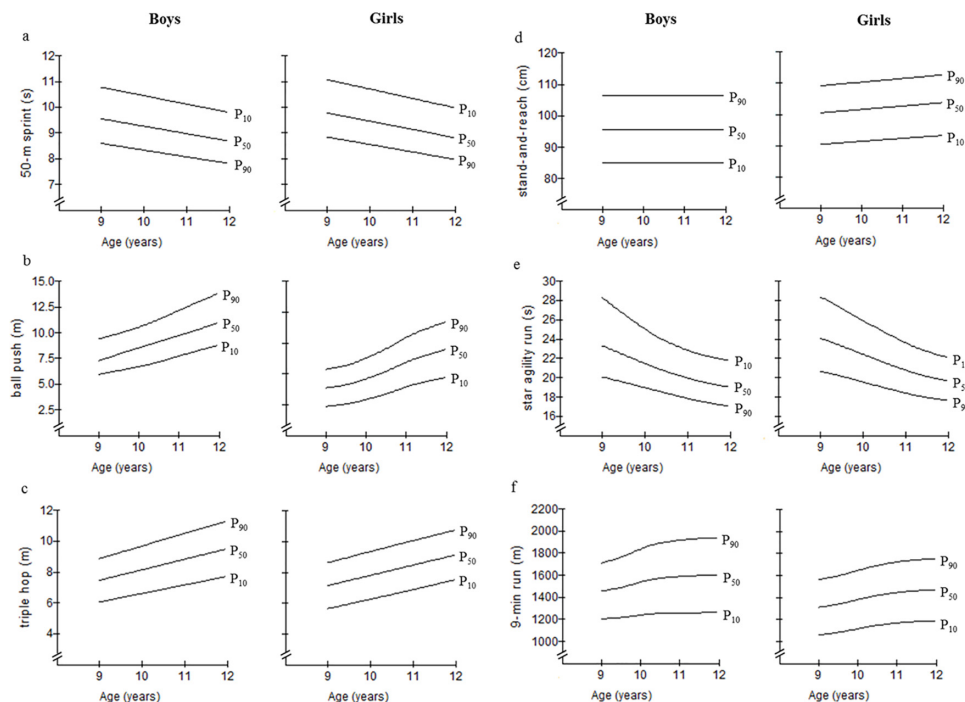 Boys
Girls
a
50-m sprint (s)
12
11
10
9
8
7
P10
P50
P90
9
10
11
12
Age (years)
P10
P50
P90
9
10
11
12
Age (years)
b
ball push (m)
15.0
12.5
10.0
7.5
5.0
2.5
P90
P50
P10
9
10
11
12
Age (years)
P90
P50
P10
9
10
11
12
Age (years)
c
triple hop (m)
12
10
8
6
4
P90
P50
P10
9
10
11
12
Age (years)
P90
P50
P10
9
10
11
12
Age (years)
Boys
Girls
d
stand-and-reach (cm)
120
110
100
90
80
P90
P50
P10
9
10
11
12
Age (years)
P90
P50
P10
9
10
11
12
Age (years)
e
star agility run (s)
30
28
26
24
22
20
18
16
P10
P50
P90
9
10
11
12
Age (years)
P1
P5
P9
9
10
11
12
Age (years)
f
9-min run (m)
2200
2000
1800
1600
1400
1200
1000
P90
P50
P10
9
10
11
12
Age (years)
P90
P50
P10
9
10
11
12
Age (years)